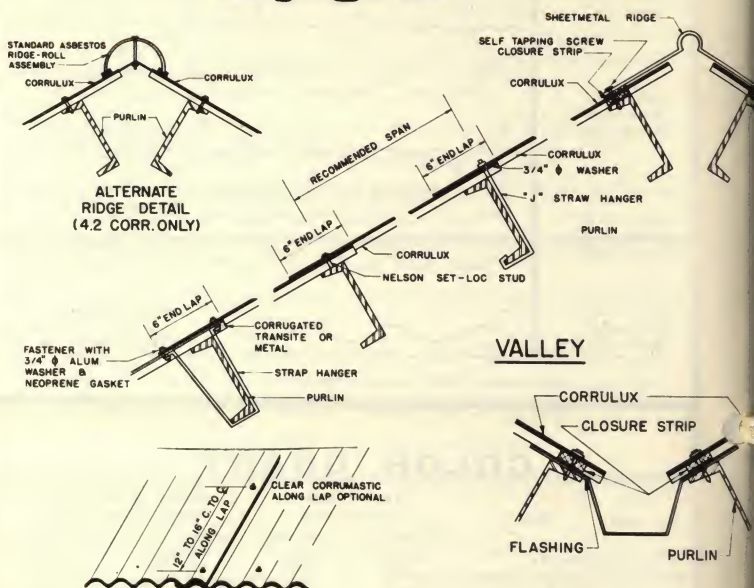 STANDARD ASBESTOS
RIDGE-ROLL
ASSEMBLY
CORRULUX
CORRULUX
PURLIN
ALTERNATE
RIDGE DETAIL
(4.2 CORR. ONLY)
SHEETMETAL RIDGE
SELF TAPPING SCREW
CLOSURE STRIP
CORRULUX
RECOMMENDED SPAN
6" END LAP
CORRULUX
3/4" ϕ WASHER
"J" STRAW HANGER
PURLIN
6" END LAP
CORRULUX
NELSON SET-LOC STUD
6" END LAP
CORRUGATED
TRANSITE OR
METAL
FASTENER WITH
3/4" ϕ ALUM
WASHER &
NEOPRENE GASKET
STRAP HANGER
PURLIN
VALLEY
CORRULUX
CLOSURE STRIP
FLASHING
PURLIN
CLEAR CORRUMASTIC
ALONG LAP OPTIONAL
12" TO 16" C. TO C.
ALONG LAP